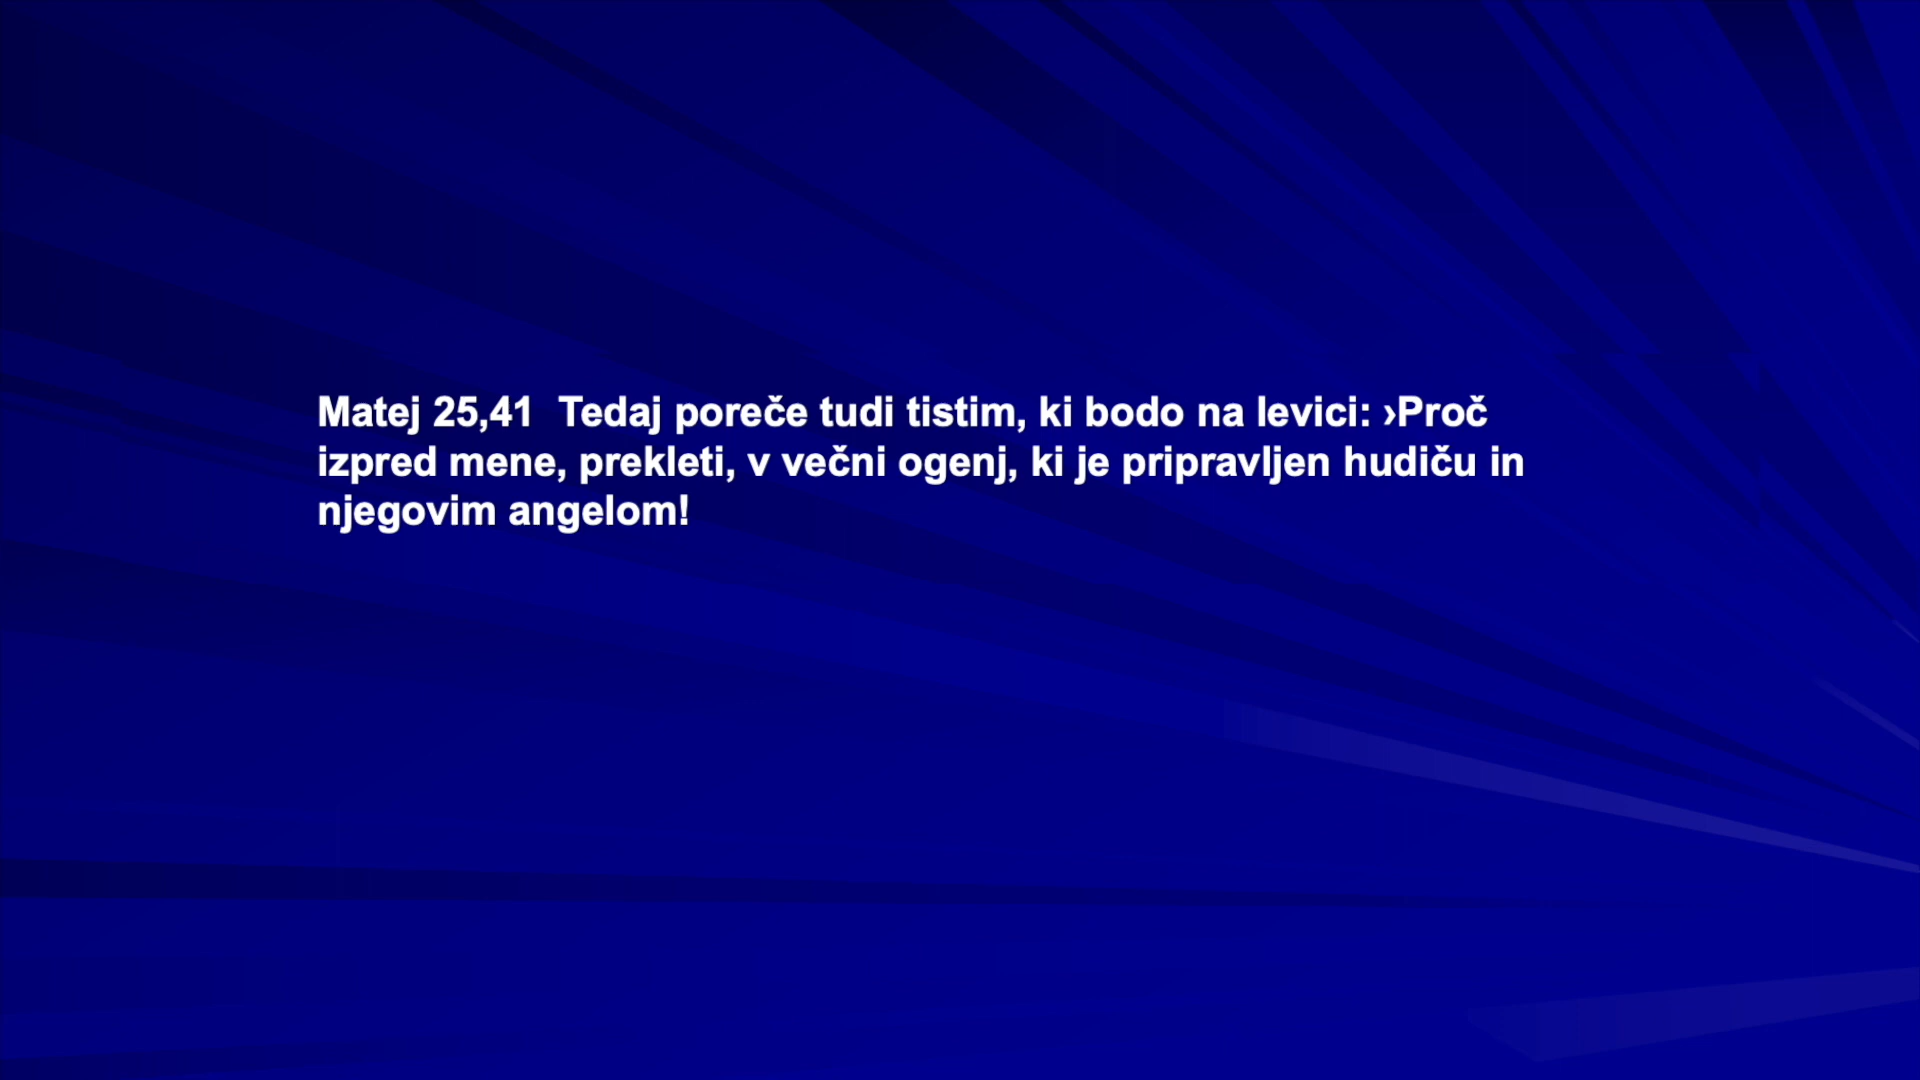 Matej 25,41  Tedaj poreče tudi tistim, ki bodo na levici: ›Proč
izpred mene, prekleti, v večni ogenj, ki je pripravljen hudiču in
njegovim angelom!